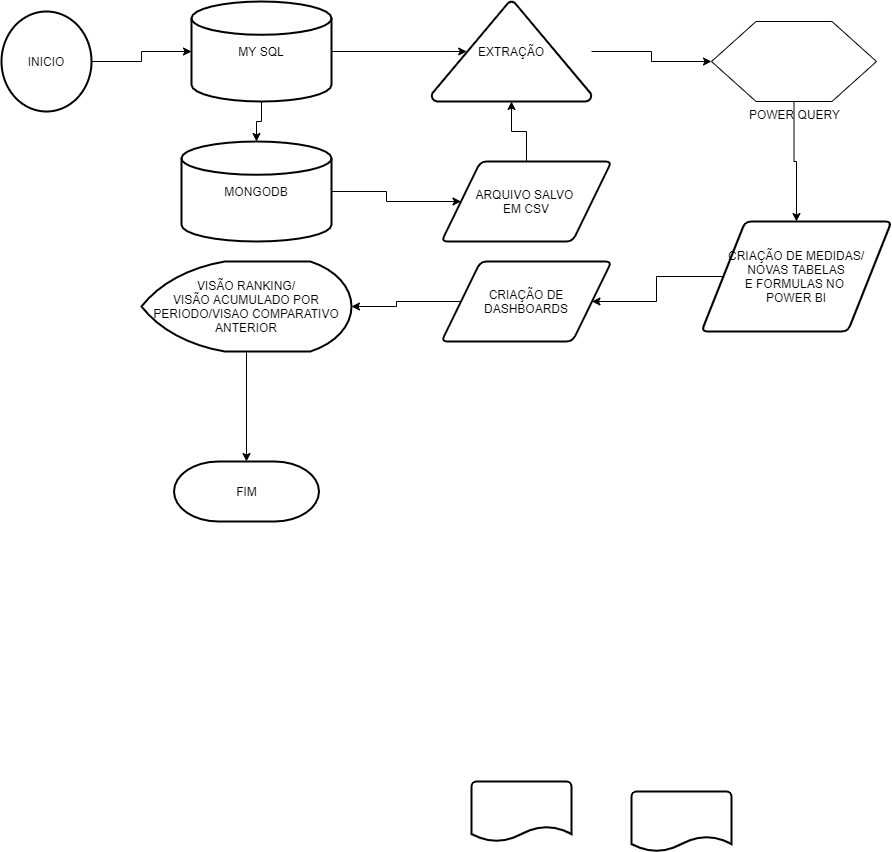 INICIO
MY SQL
EXTRAÇÃO
POWER QUERY
MONGODB
ARQUIVO SALVO
EM CSV
CRIAÇÃO DE MEDIDAS/
NOVAS TABELAS
E FORMULAS NO
POWER BI
CRIAÇÃO DE
DASHBOARDS
VISÃO RANKING/
VISÃO ACUMULADO POR
PERIODO/VISAO COMPARATIVO
ANTERIOR
FIM